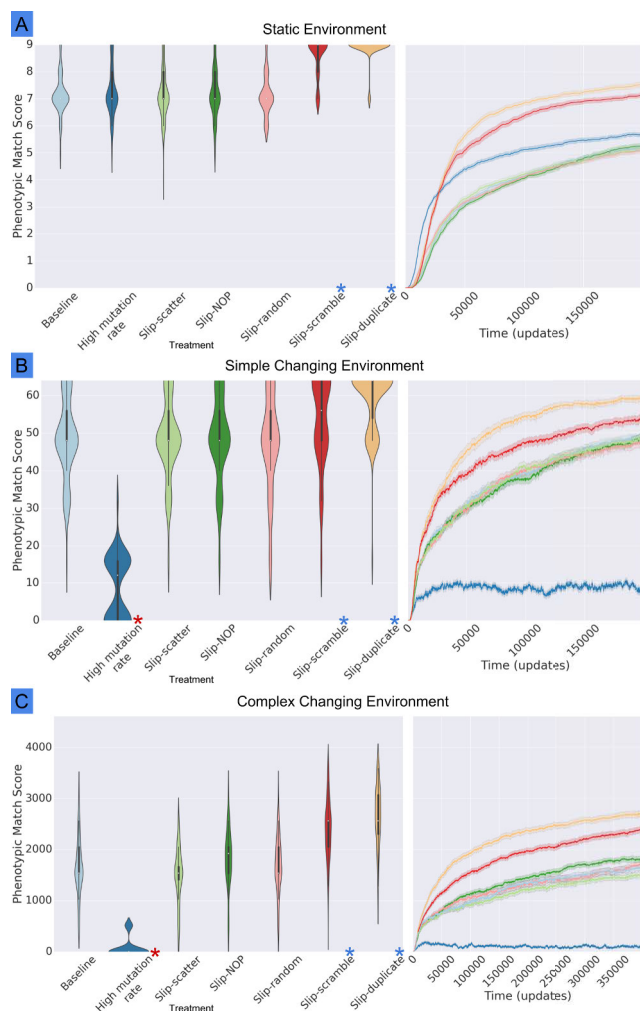 A
Static Environment
Phenotypic Match Score
9
8
7
6
5
4
3
2
1
0
Baseline
High mutation rate
Slip-scatter
Slip-NOP
Slip-random
Slip-scramble
*
Slip-duplicate
*
Treatment
0
50000
100000
150000
Time (updates)
B
Simple Changing Environment
Phenotypic Match Score
60
50
40
30
20
10
0
Baseline
High mutation rate
*
Slip-scatter
Slip-NOP
Slip-random
Slip-scramble
*
Slip-duplicate
*
Treatment
0
50000
100000
150000
Time (updates)
C
Complex Changing Environment
Phenotypic Match Score
4000
3000
2000
1000
0
Baseline
High mutation rate
*
Slip-scatter
Slip-NOP
Slip-random
Slip-scramble
*
Slip-duplicate
*
Treatment
0
50000
100000
150000
200000
250000
300000
350000
Time (updates)